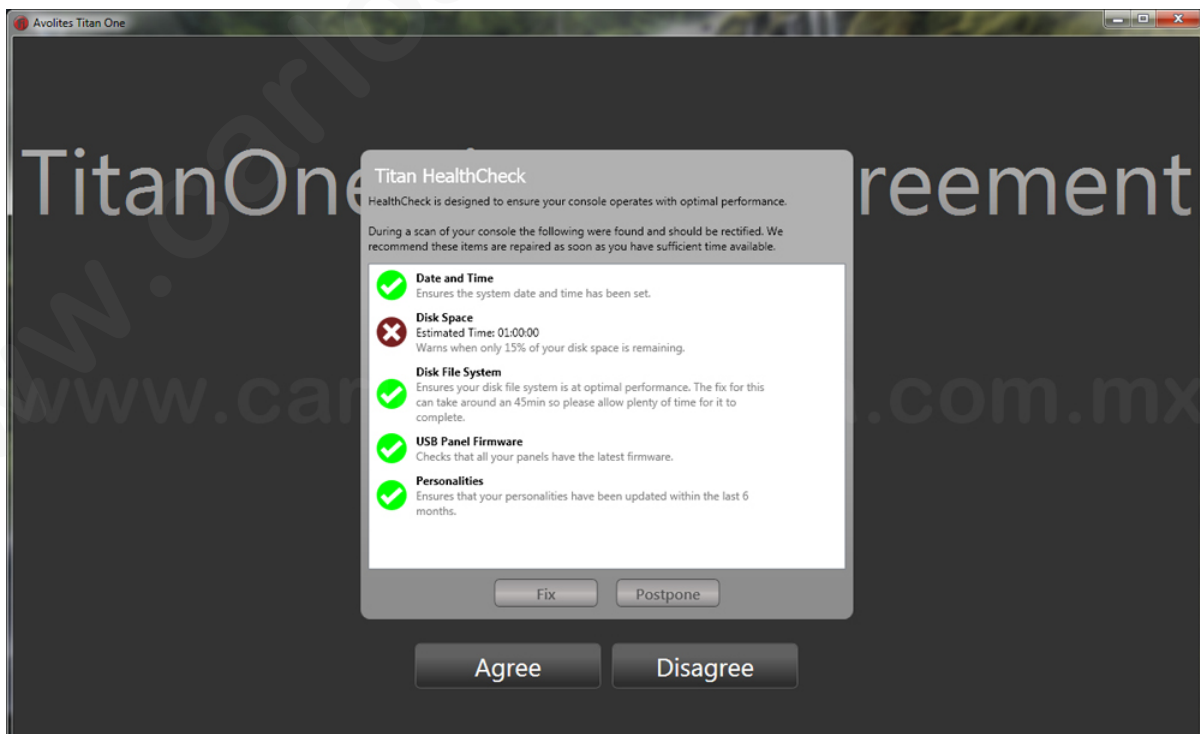 Avolites Titan One
TitanOne
reement
Titan HealthCheck
HealthCheck is designed to ensure your console operates with optimal performance.
During a scan of your console the following were found and should be rectified. We
recommend these items are repaired as soon as you have sufficient time available.
Date and Time
Ensures the system date and time has been set.
Disk Space
Estimated Time: 01:00:00
Warns when only 15% of your disk space is remaining.
Disk File System
Ensures your disk file system is at optimal performance. The fix for this
can take around an 45min so please allow plenty of time for it to
complete.
www.car
.com.mx
USB Panel Firmware
Checks that all your panels have the latest firmware.
Personalities
Ensures that your personalities have been updated within the last 6
months.
Fix Postpone
Agree Disagree